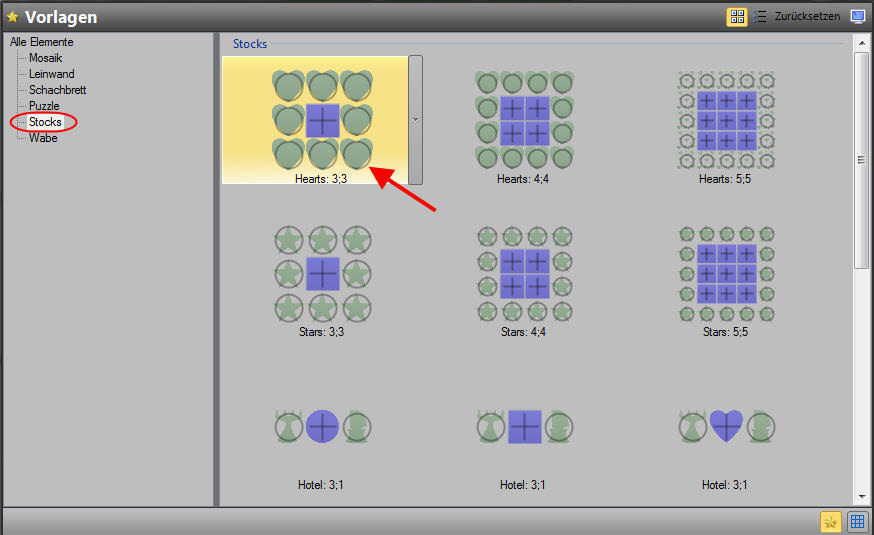 Vorlagen
Zurücksetzen
Alle Elemente
Mosaik
Leinwand
Schachbrett
Puzzle
Stocks
Wabe
Stocks
Hearts: 3;3
Hearts: 4;4
Hearts: 5;5
Stars: 3;3
Stars: 4;4
Stars: 5;5
Hotel: 3;1
Hotel: 3;1
Hotel: 3;1